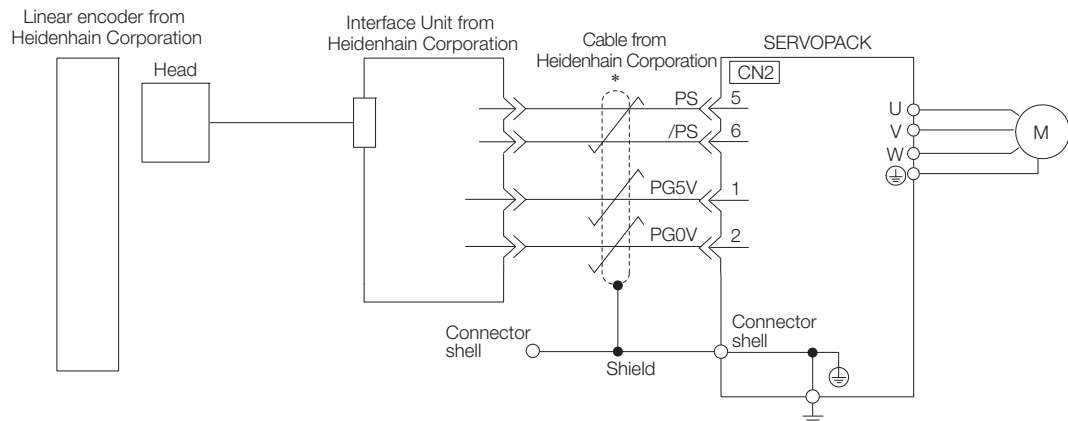 Linear encoder from
Heidenhain Corporation
Head
Interface Unit from
Heidenhain Corporation
Cable from
Heidenhain Corporation
*
SERVOPACK
CN2
PS
5
/PS
6
PG5V
1
PG0V
2
U
V
W
M
Connector
shell
Shield
Connector
shell